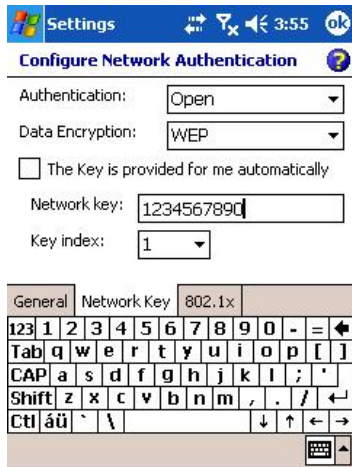 Settings 3:55 ok
Configure Network Authentication ?
Authentication: Open
Data Encryption: WEP
The Key is provided for me automatically
Network key: 1234567890
Key index: 1
General Network Key 802.1x
123 1 2 3 4 5 6 7 8 9 0 - =
Tab q w e r t y u i o p [ ]
CAP a s d f g h j k l ; '
Shift z x c v b n m , . /
Ctl áü ` \